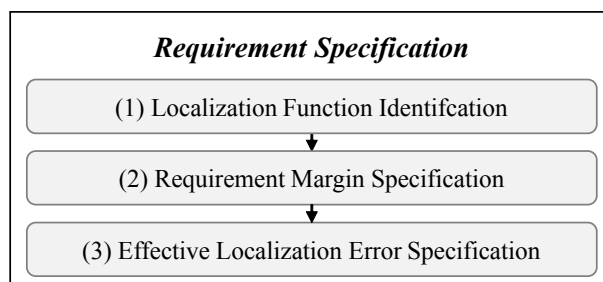 Requirement Specification
(1) Localization Function Identifcation
(2) Requirement Margin Specification
(3) Effective Localization Error Specification